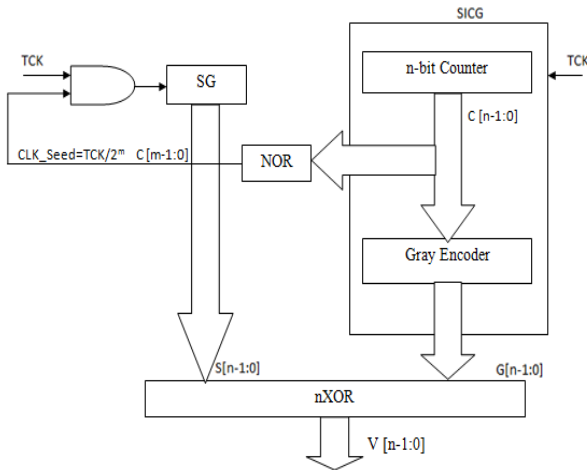 SICG
TCK
SG
n-bit Counter
TCK
C [n-1:0]
CLK_Seed=TCK/2ᵐ C [m-1:0]
NOR
Gray Encoder
S[n-1:0]
G[n-1:0]
nXOR
V [n-1:0]